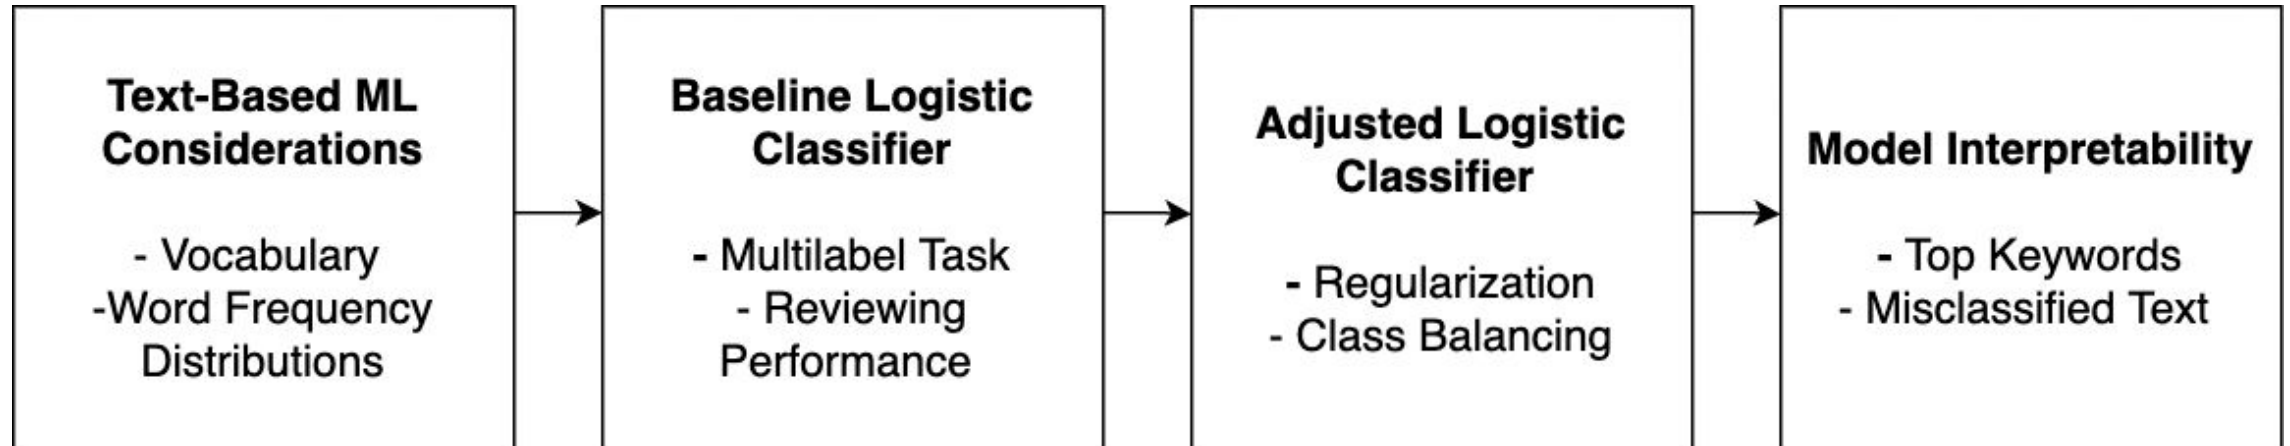 Text-Based ML
Considerations
- Vocabulary
-Word Frequency
Distributions
Baseline Logistic
Classifier
- Multilabel Task
- Reviewing
Performance
Adjusted Logistic
Classifier
- Regularization
- Class Balancing
Model Interpretability
- Top Keywords
- Misclassified Text